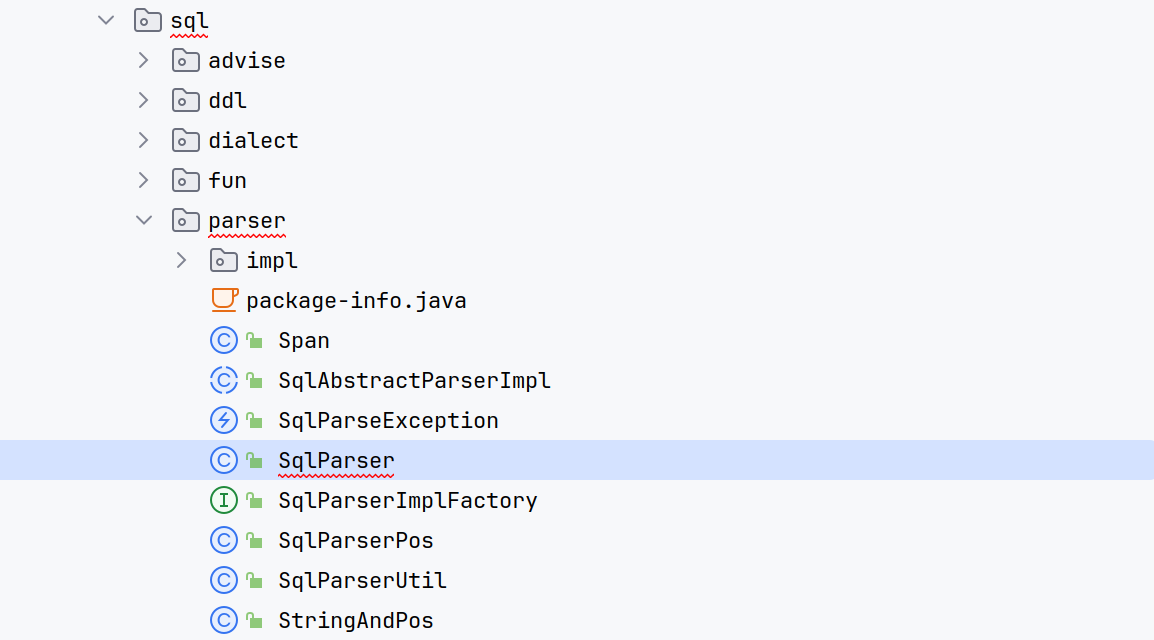 sql
advise
ddl
dialect
fun
parser
impl
package-info.java
Span
SqlAbstractParserImpl
SqlParseException
SqlParser
SqlParserImplFactory
SqlParserPos
SqlParserUtil
StringAndPos